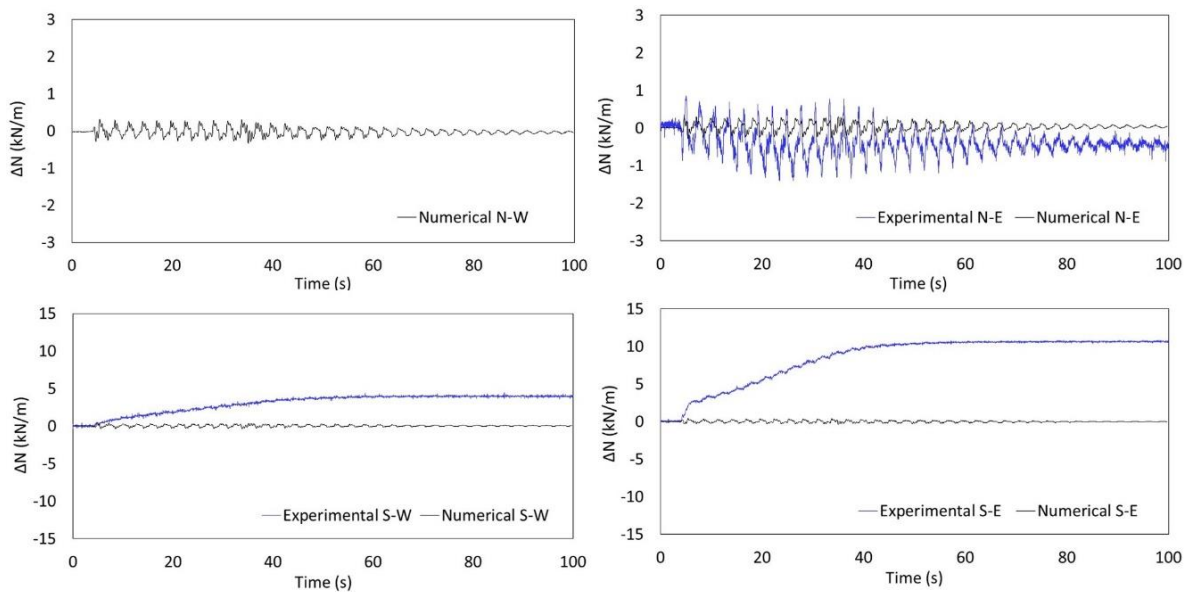 3
2
1
0
-1
-2
-3
ΔN (kN/m)
Numerical N-W
0 20 40 60 80 100
Time (s)
3
2
1
0
-1
-2
-3
ΔN (kN/m)
Experimental N-E Numerical N-E
0 20 40 60 80 100
Time (s)
15
10
5
0
-5
-10
-15
ΔN (kN/m)
Experimental S-W Numerical S-W
0 20 40 60 80 100
Time (s)
15
10
5
0
-5
-10
-15
ΔN (kN/m)
Experimental S-E Numerical S-E
0 20 40 60 80 100
Time (s)